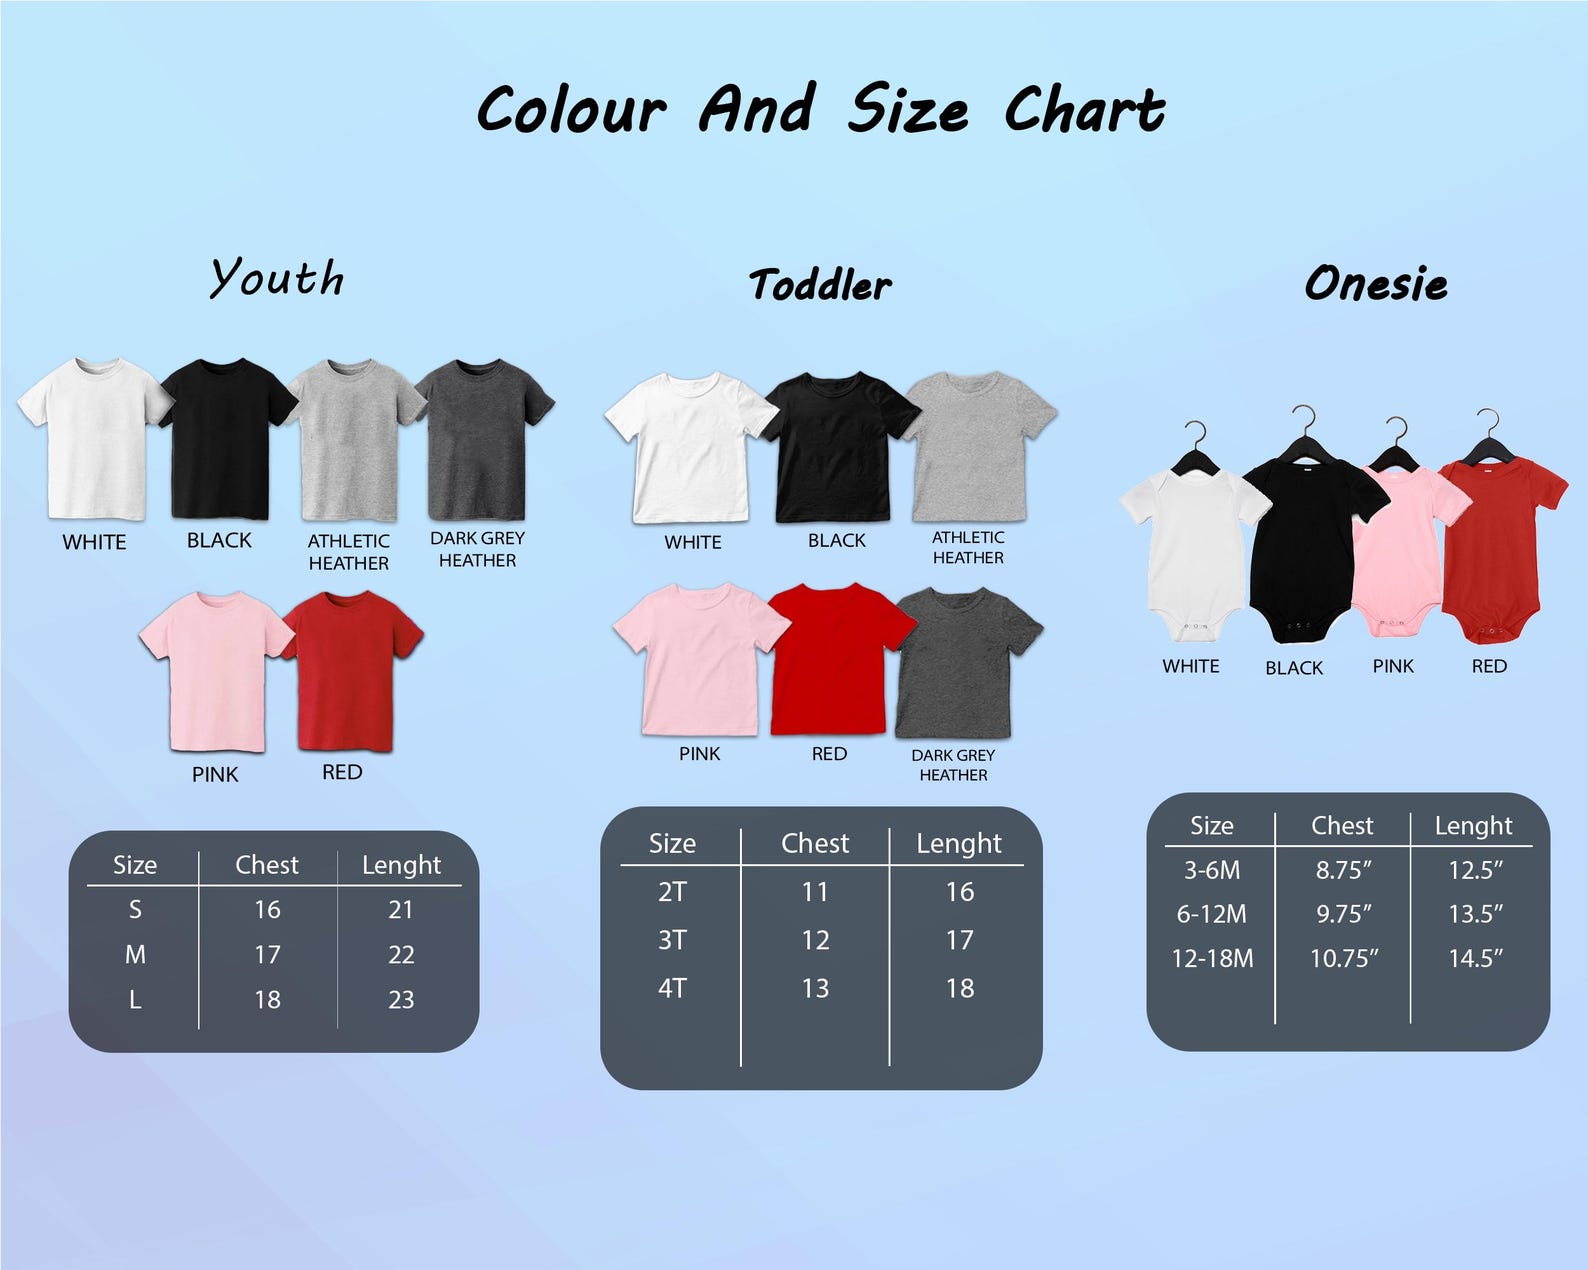 Colour And Size Chart
Youth
WHITE
BLACK
ATHLETIC
HEATHER
DARK GREY
HEATHER
PINK
RED
Size Chest Lenght
S 16 21
M 17 22
L 18 23
Toddler
WHITE
BLACK
ATHLETIC
HEATHER
PINK
RED
DARK GREY
HEATHER
Size Chest Lenght
2T 11 16
3T 12 17
4T 13 18
Onesie
WHITE
BLACK
PINK
RED
Size Chest Lenght
3-6M 8.75” 12.5”
6-12M 9.75” 13.5”
12-18M 10.75” 14.5”